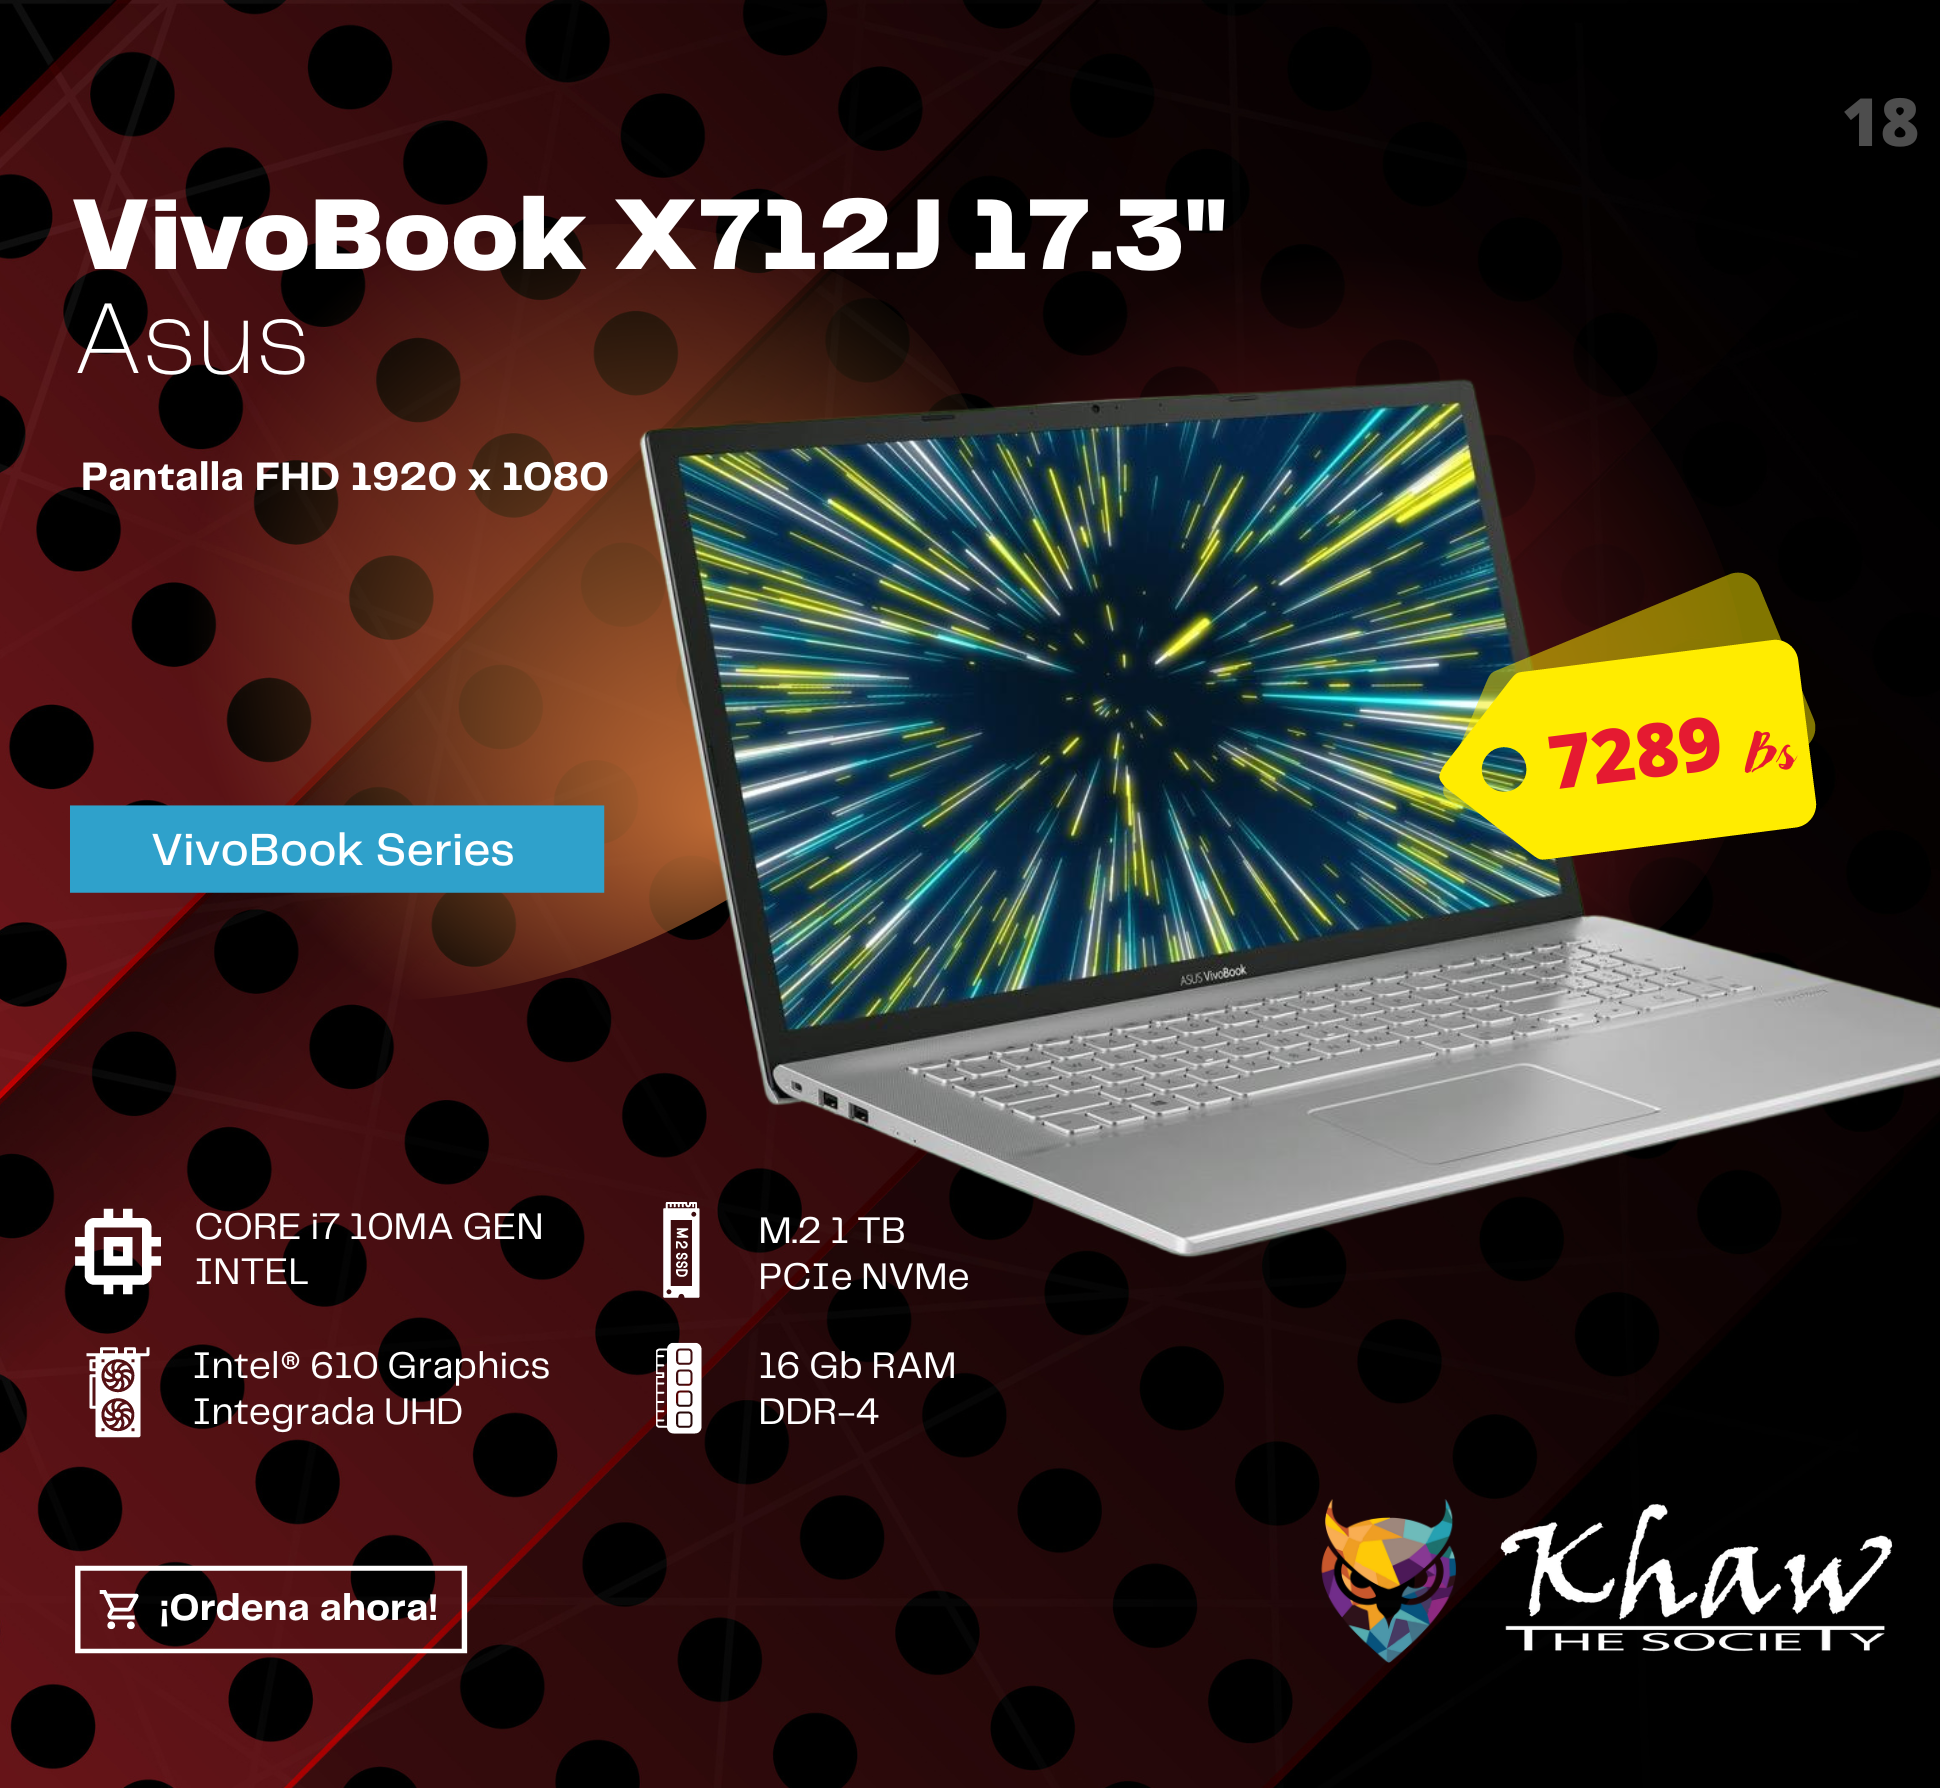 18
VivoBook X712J 17.3"
Asus
Pantalla FHD 1920 x 1080
7289 Bs
VivoBook Series
ASUS VivoBook
CORE i7 10MA GEN
INTEL
M.2 SSD
M.2 1 TB
PCIe NVMe
Intel® 610 Graphics
Integrada UHD
16 Gb RAM
DDR-4
¡Ordena ahora!
Khaw
THE SOCIETY